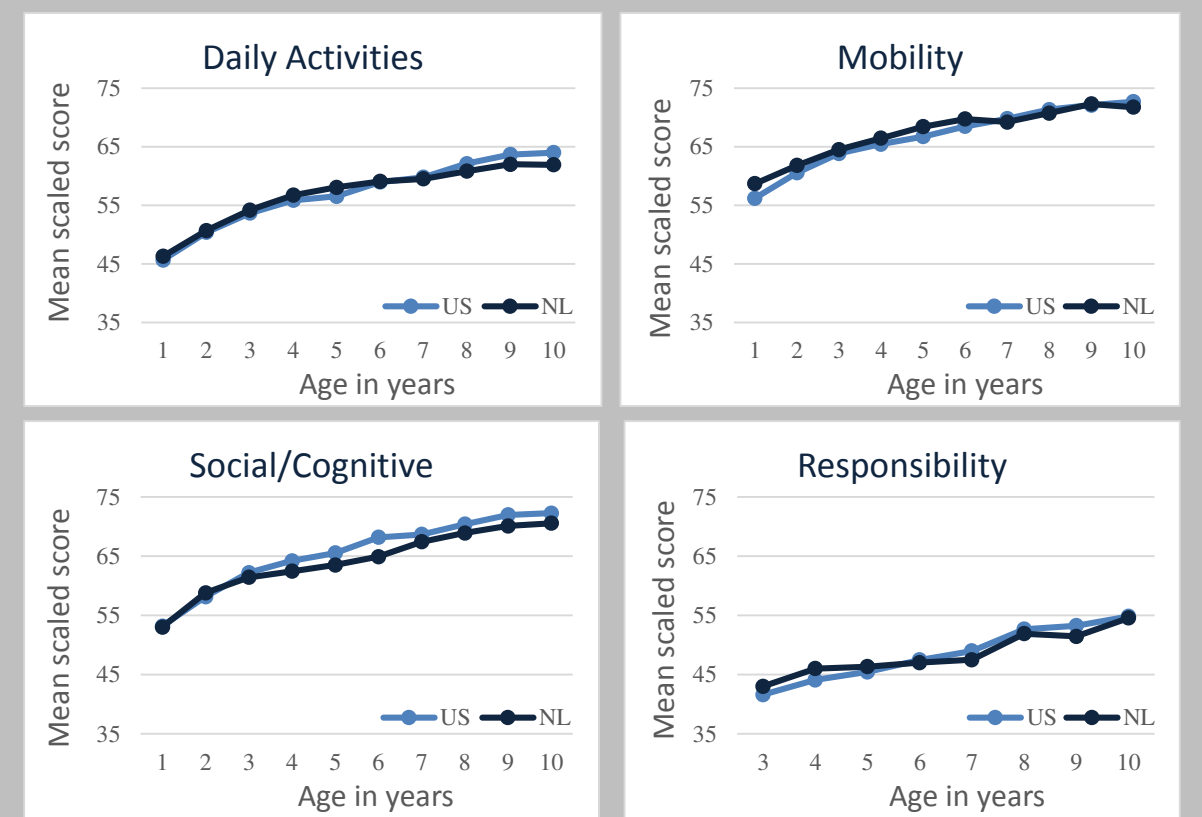 Daily Activities
Mean scaled score
75
65
55
45
35
US NL
1 2 3 4 5 6 7 8 9 10
Age in years
Mobility
Mean scaled score
75
65
55
45
35
US NL
1 2 3 4 5 6 7 8 9 10
Age in years
Social/Cognitive
Mean scaled score
75
65
55
45
35
US NL
1 2 3 4 5 6 7 8 9 10
Age in years
Responsibility
Mean scaled score
75
65
55
45
35
US NL
3 4 5 6 7 8 9 10
Age in years